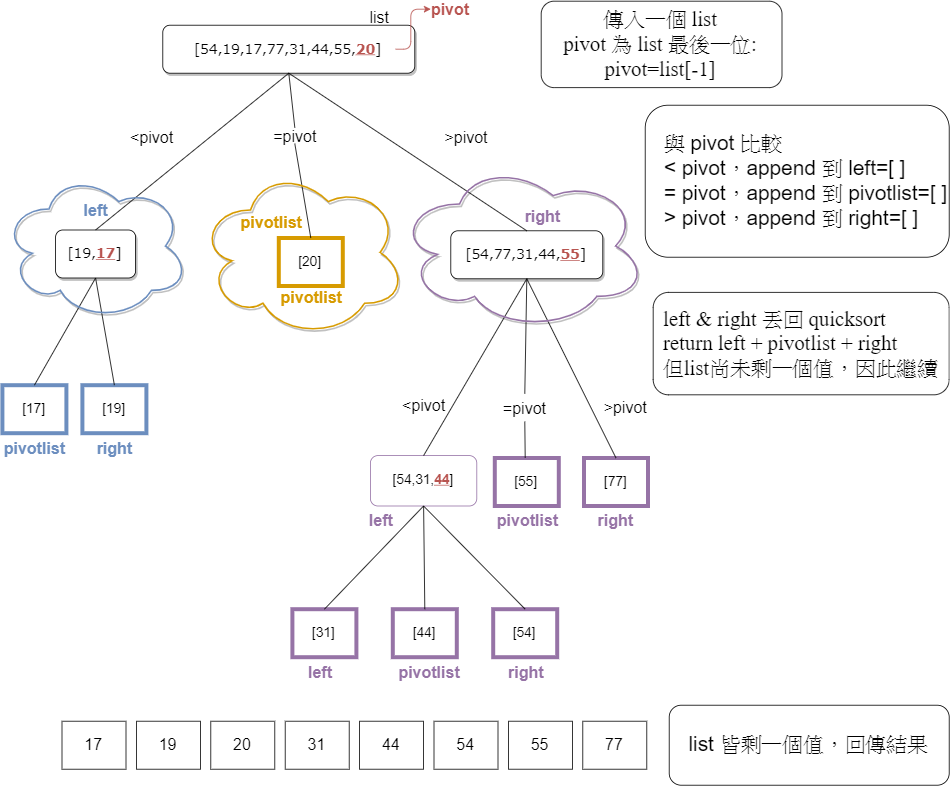 list
pivot
[54,19,17,77,31,44,55,20]
傳入一個 list
pivot 為 list 最後一位:
pivot=list[-1]
<pivot
=pivot
>pivot
與 pivot 比較
< pivot，append 到 left=[ ]
= pivot，append 到 pivotlist=[ ]
> pivot，append 到 right=[ ]
left
[19,17]
pivotlist
[20]
pivotlist
right
[54,77,31,44,55]
left & right 丟回 quicksort
return left + pivotlist + right
但list尚未剩一個值，因此繼續
[17]
pivotlist
[19]
right
<pivot
=pivot
>pivot
[54,31,44]
left
[55]
pivotlist
[77]
right
[31]
left
[44]
pivotlist
[54]
right
17
19
20
31
44
54
55
77
list 皆剩一個值，回傳結果